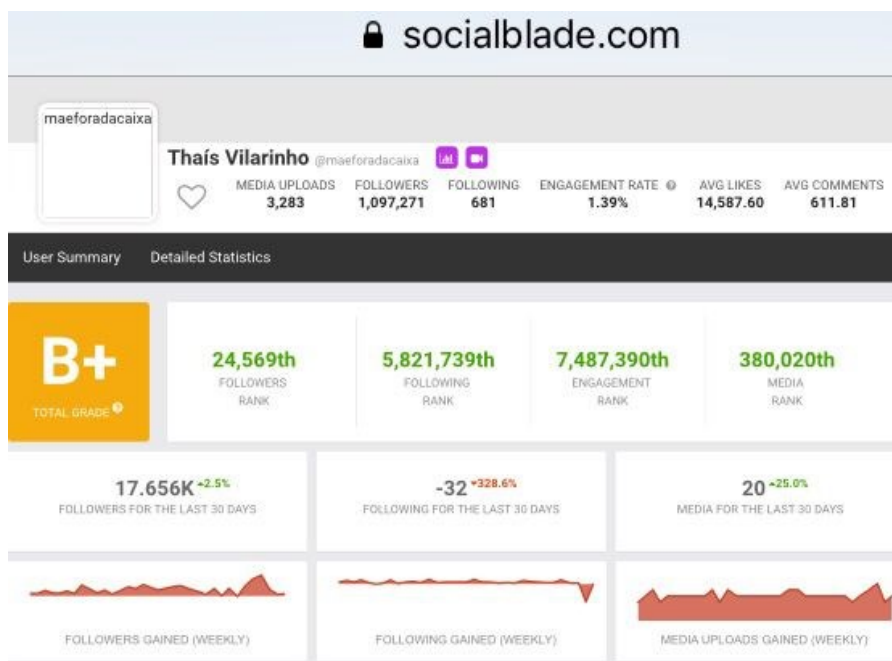 socialblade.com
maeforadacaixa
Thaís Vilarinho @maeforadacaixa
MEDIA UPLOADS FOLLOWERS FOLLOWING ENGAGEMENT RATE AVG LIKES AVG COMMENTS
3,283 1,097,271 681 1.39% 14,587.60 611.81
User Summary Detailed Statistics
B+
TOTAL GRADE
24,569th 5,821,739th 7,487,390th 380,020th
FOLLOWERS FOLLOWING ENGAGEMENT MEDIA
RANK RANK RANK RANK
17.656K 2.5% -32 328.6% 20 25.0%
FOLLOWERS FOR THE LAST 30 DAYS FOLLOWING FOR THE LAST 30 DAYS MEDIA FOR THE LAST 30 DAYS
FOLLOWERS GAINED (WEEKLY) FOLLOWING GAINED (WEEKLY) MEDIA UPLOADS GAINED (WEEKLY)